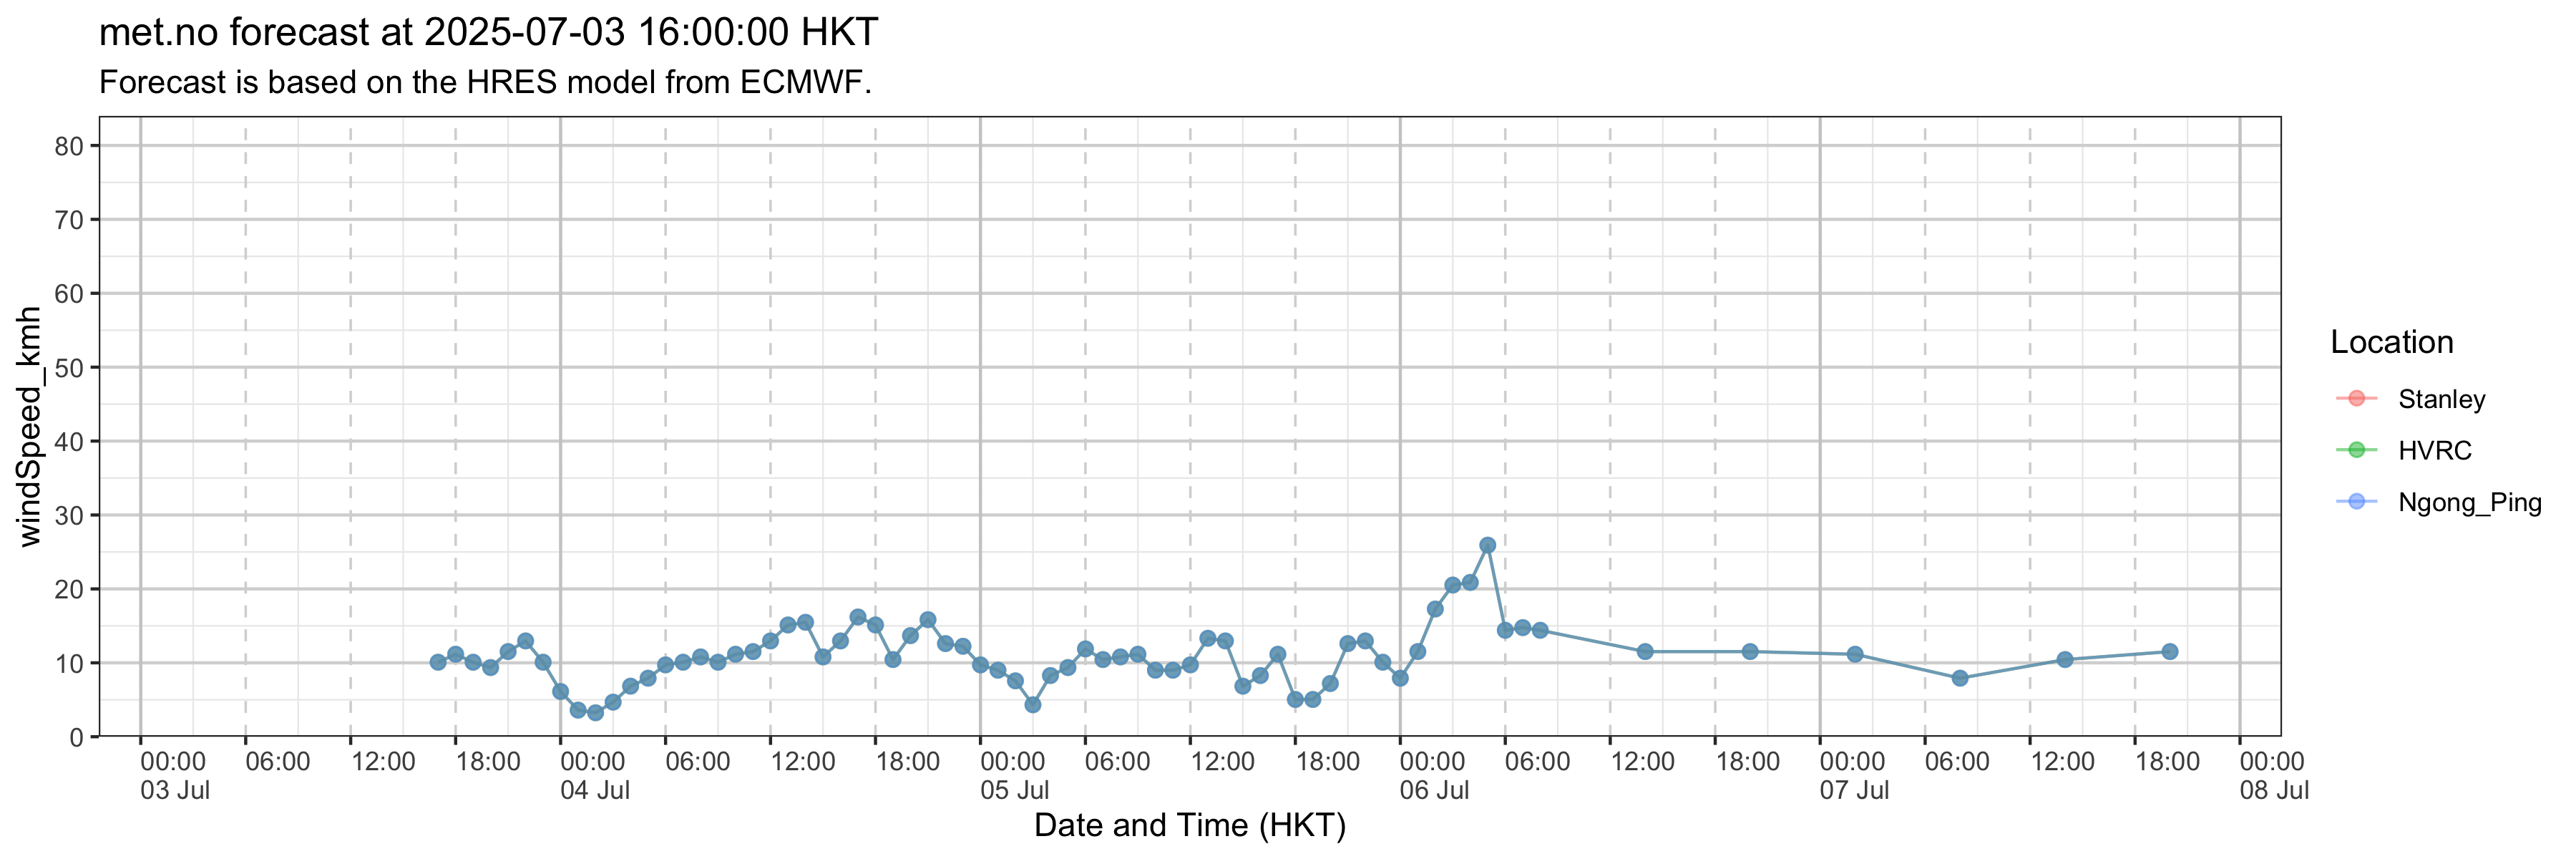 met.no forecast at 2025-07-03 16:00:00 HKT
Forecast is based on the HRES model from ECMWF.
windSpeed_kmh
80
70
60
50
40
30
20
10
0
00:00 06:00 12:00 18:00 00:00 06:00 12:00 18:00 00:00 06:00 12:00 18:00 00:00 06:00 12:00 18:00 00:00 06:00 12:00 18:00 00:00
03 Jul 04 Jul 05 Jul 06 Jul 07 Jul 08 Jul
Date and Time (HKT)
Location
Stanley
HVRC
Ngong_Ping